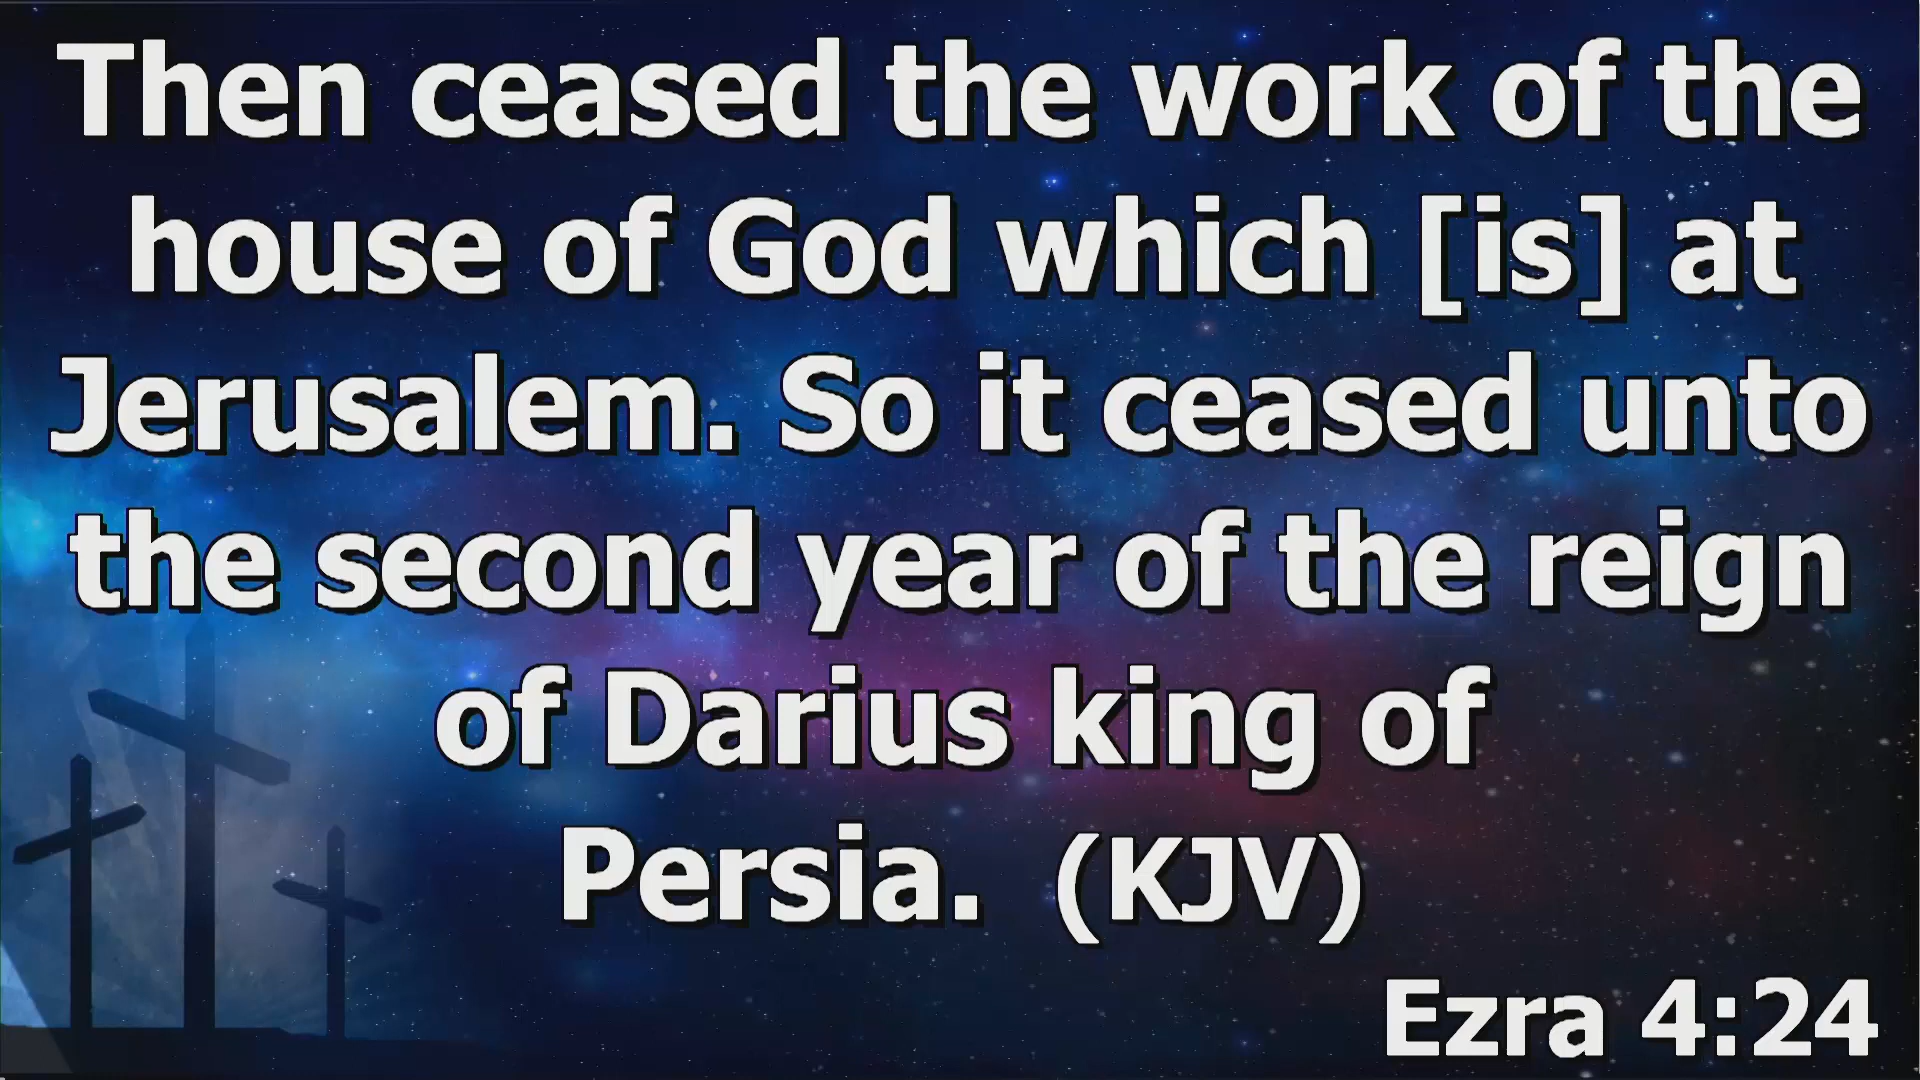 Then ceased the work of the
house of God which [is] at
Jerusalem. So it ceased unto
the second year of the reign
of Darius king of
Persia.  (KJV)
Ezra 4:24